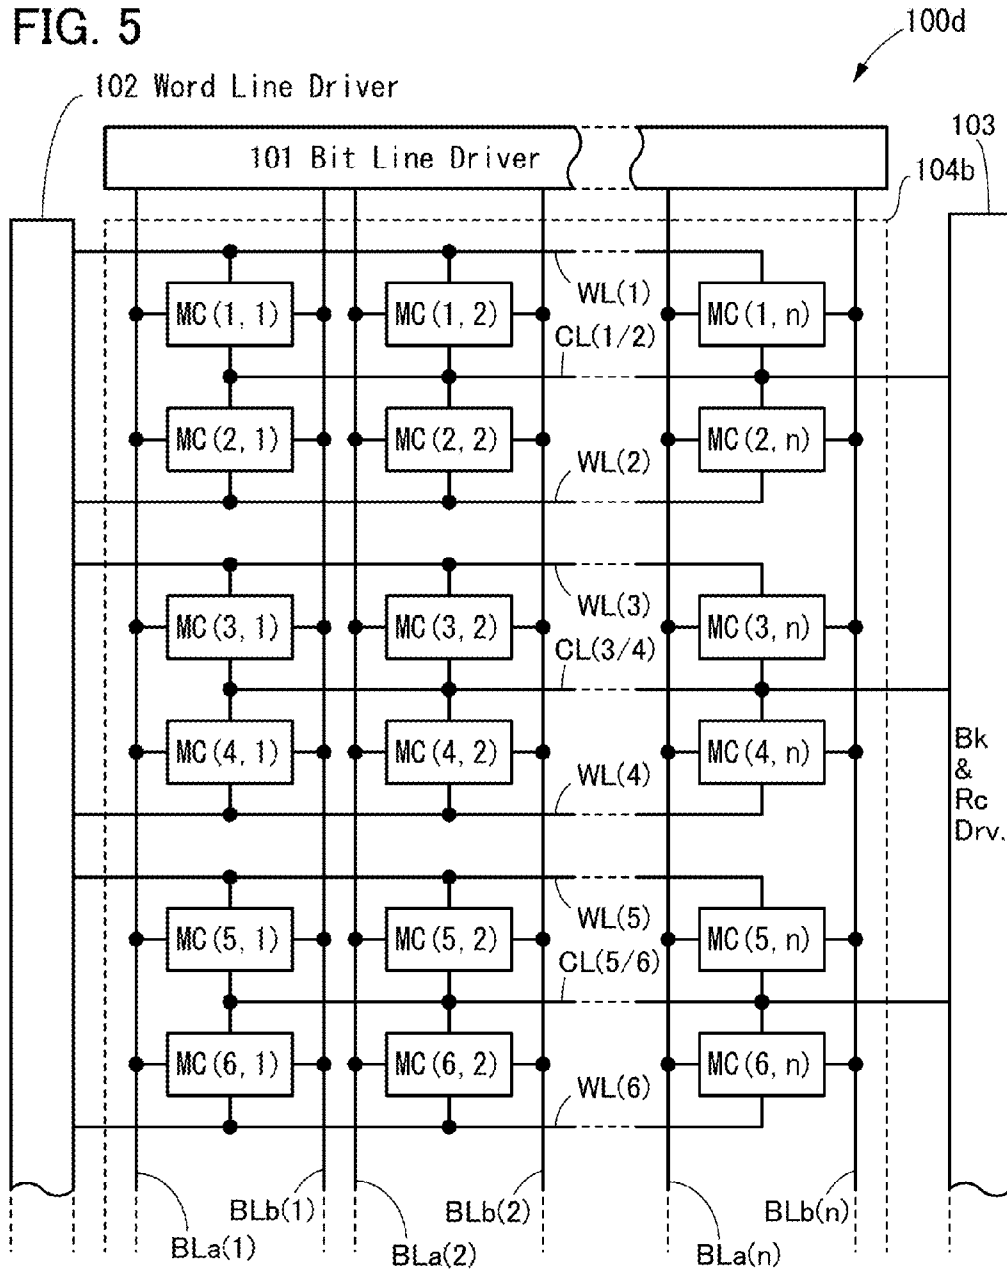 FIG. 5
100d
102 Word Line Driver
103
101 Bit Line Driver
104b
WL(1)
MC(1, 1) MC(1, 2) MC(1, n)
CL(1/2)
MC(2, 1) MC(2, 2) MC(2, n)
WL(2)
WL(3)
MC(3, 1) MC(3, 2) MC(3, n)
CL(3/4)
MC(4, 1) MC(4, 2) MC(4, n)
WL(4)
Bk
&
Rc
Drv.
WL(5)
MC(5, 1) MC(5, 2) MC(5, n)
CL(5/6)
MC(6, 1) MC(6, 2) MC(6, n)
WL(6)
BLb(1) BLb(2) BLb(n)
BLa(1) BLa(2) BLa(n)